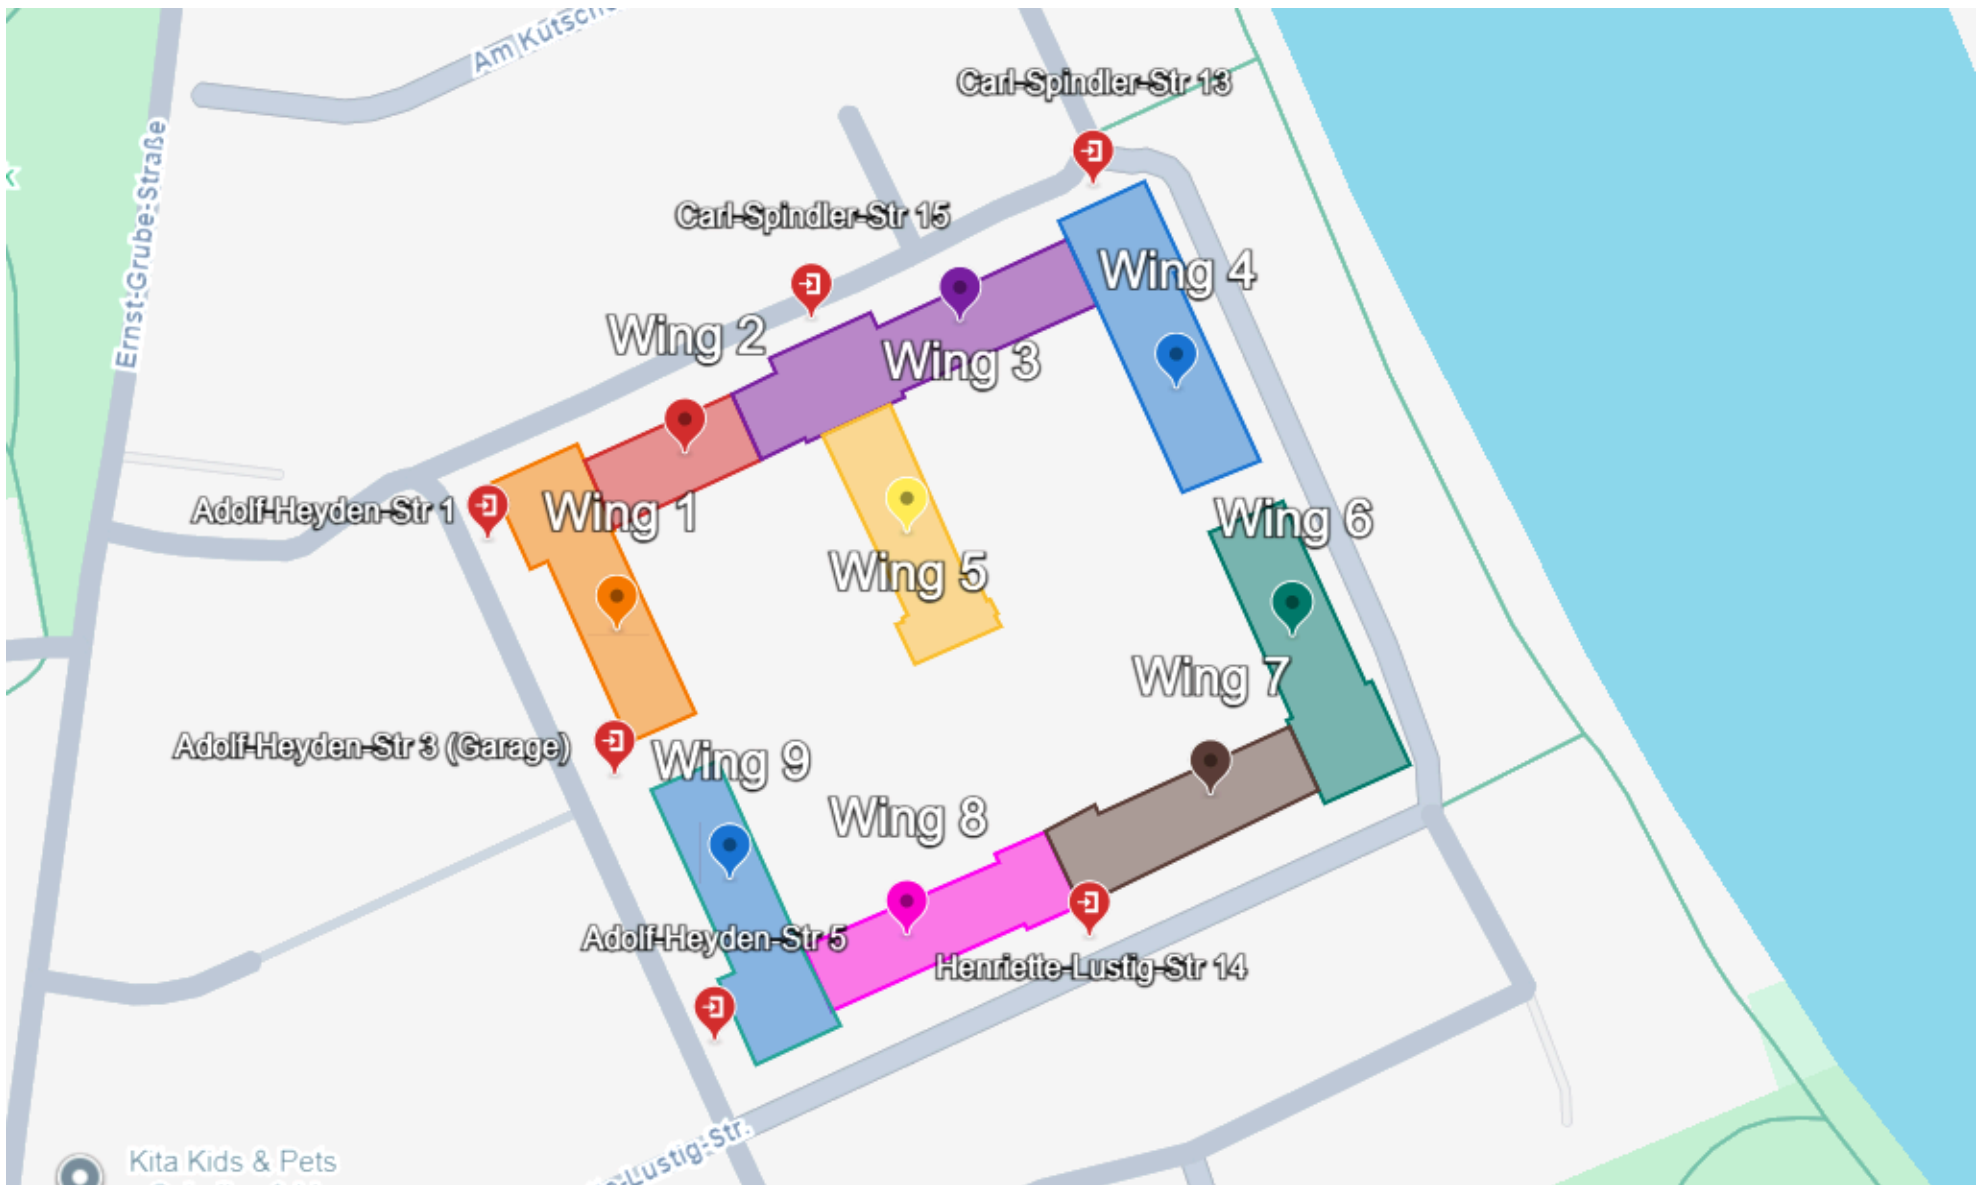 Am Kutsch
Carl-Spindler-Str 13
Ernst-Grube-Straße
Carl-Spindler-Str 15
Wing 4
Wing 2
Wing 3
Adolf-Heyden-Str 1
Wing 1
Wing 6
Wing 5
Wing 7
Adolf-Heyden-Str 3 (Garage)
Wing 9
Wing 8
Adolf-Heyden-Str 5
Henriette-Lustig-Str 14
-Lustig-Str.
Kita Kids & Pets